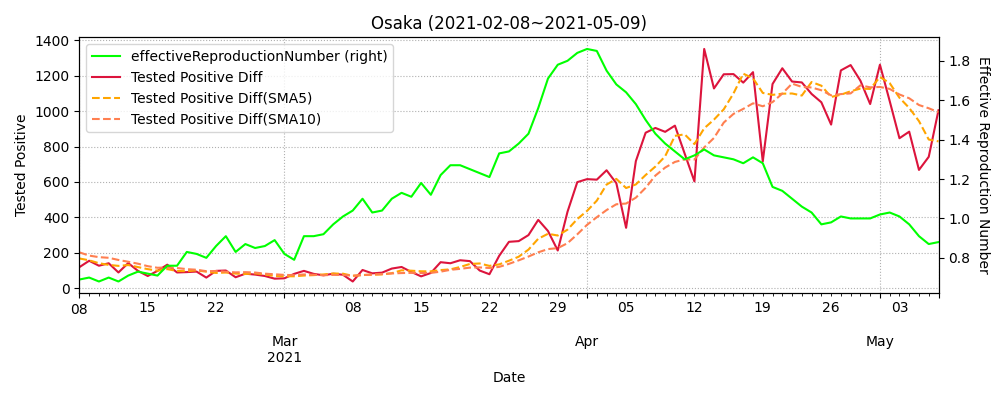 Osaka (2021-02-08~2021-05-09)
effectiveReproductionNumber (right)
Tested Positive Diff
Tested Positive Diff(SMA5)
Tested Positive Diff(SMA10)
Tested Positive
1400
1200
1000
800
600
400
200
0
Effective Reproduction Number
1.8
1.6
1.4
1.2
1.0
0.8
08 15 22 08 15 22 29 05 12 19 26 03
Mar Apr May
2021
Date